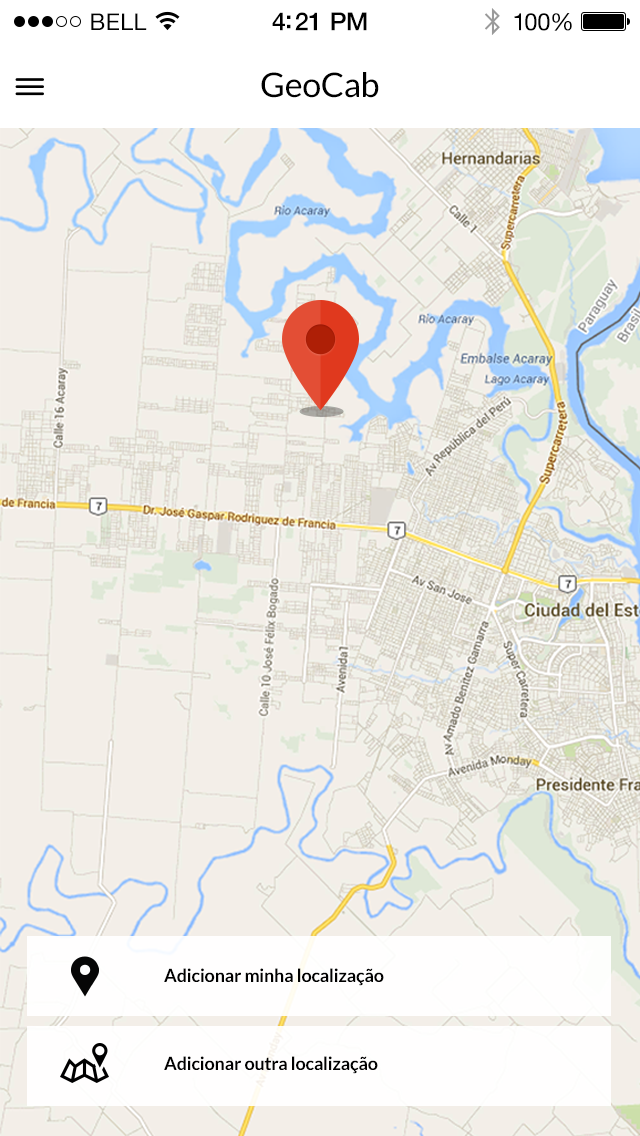 BELL 4:21 PM 100%
GeoCab
Hernandarias
Rio Acaray
Calle 1
Supercarretera
Paraguay
Brasil
Rio Acaray
Embalse Acaray
Lago Acaray
Calle 16 Acaray
Av República del Perú
Supercarretera
de Francia
7
Dr. José Gaspar Rodriguez de Francia
7
7
Av San Jose
Ciudad del Est
Calle 10 José Félix Bogado
Avenida1
Av Amado Benitez Gamarra
Super Carretera
Avenida Monday
Presidente Fra
Adicionar minha localização
Adicionar outra localização